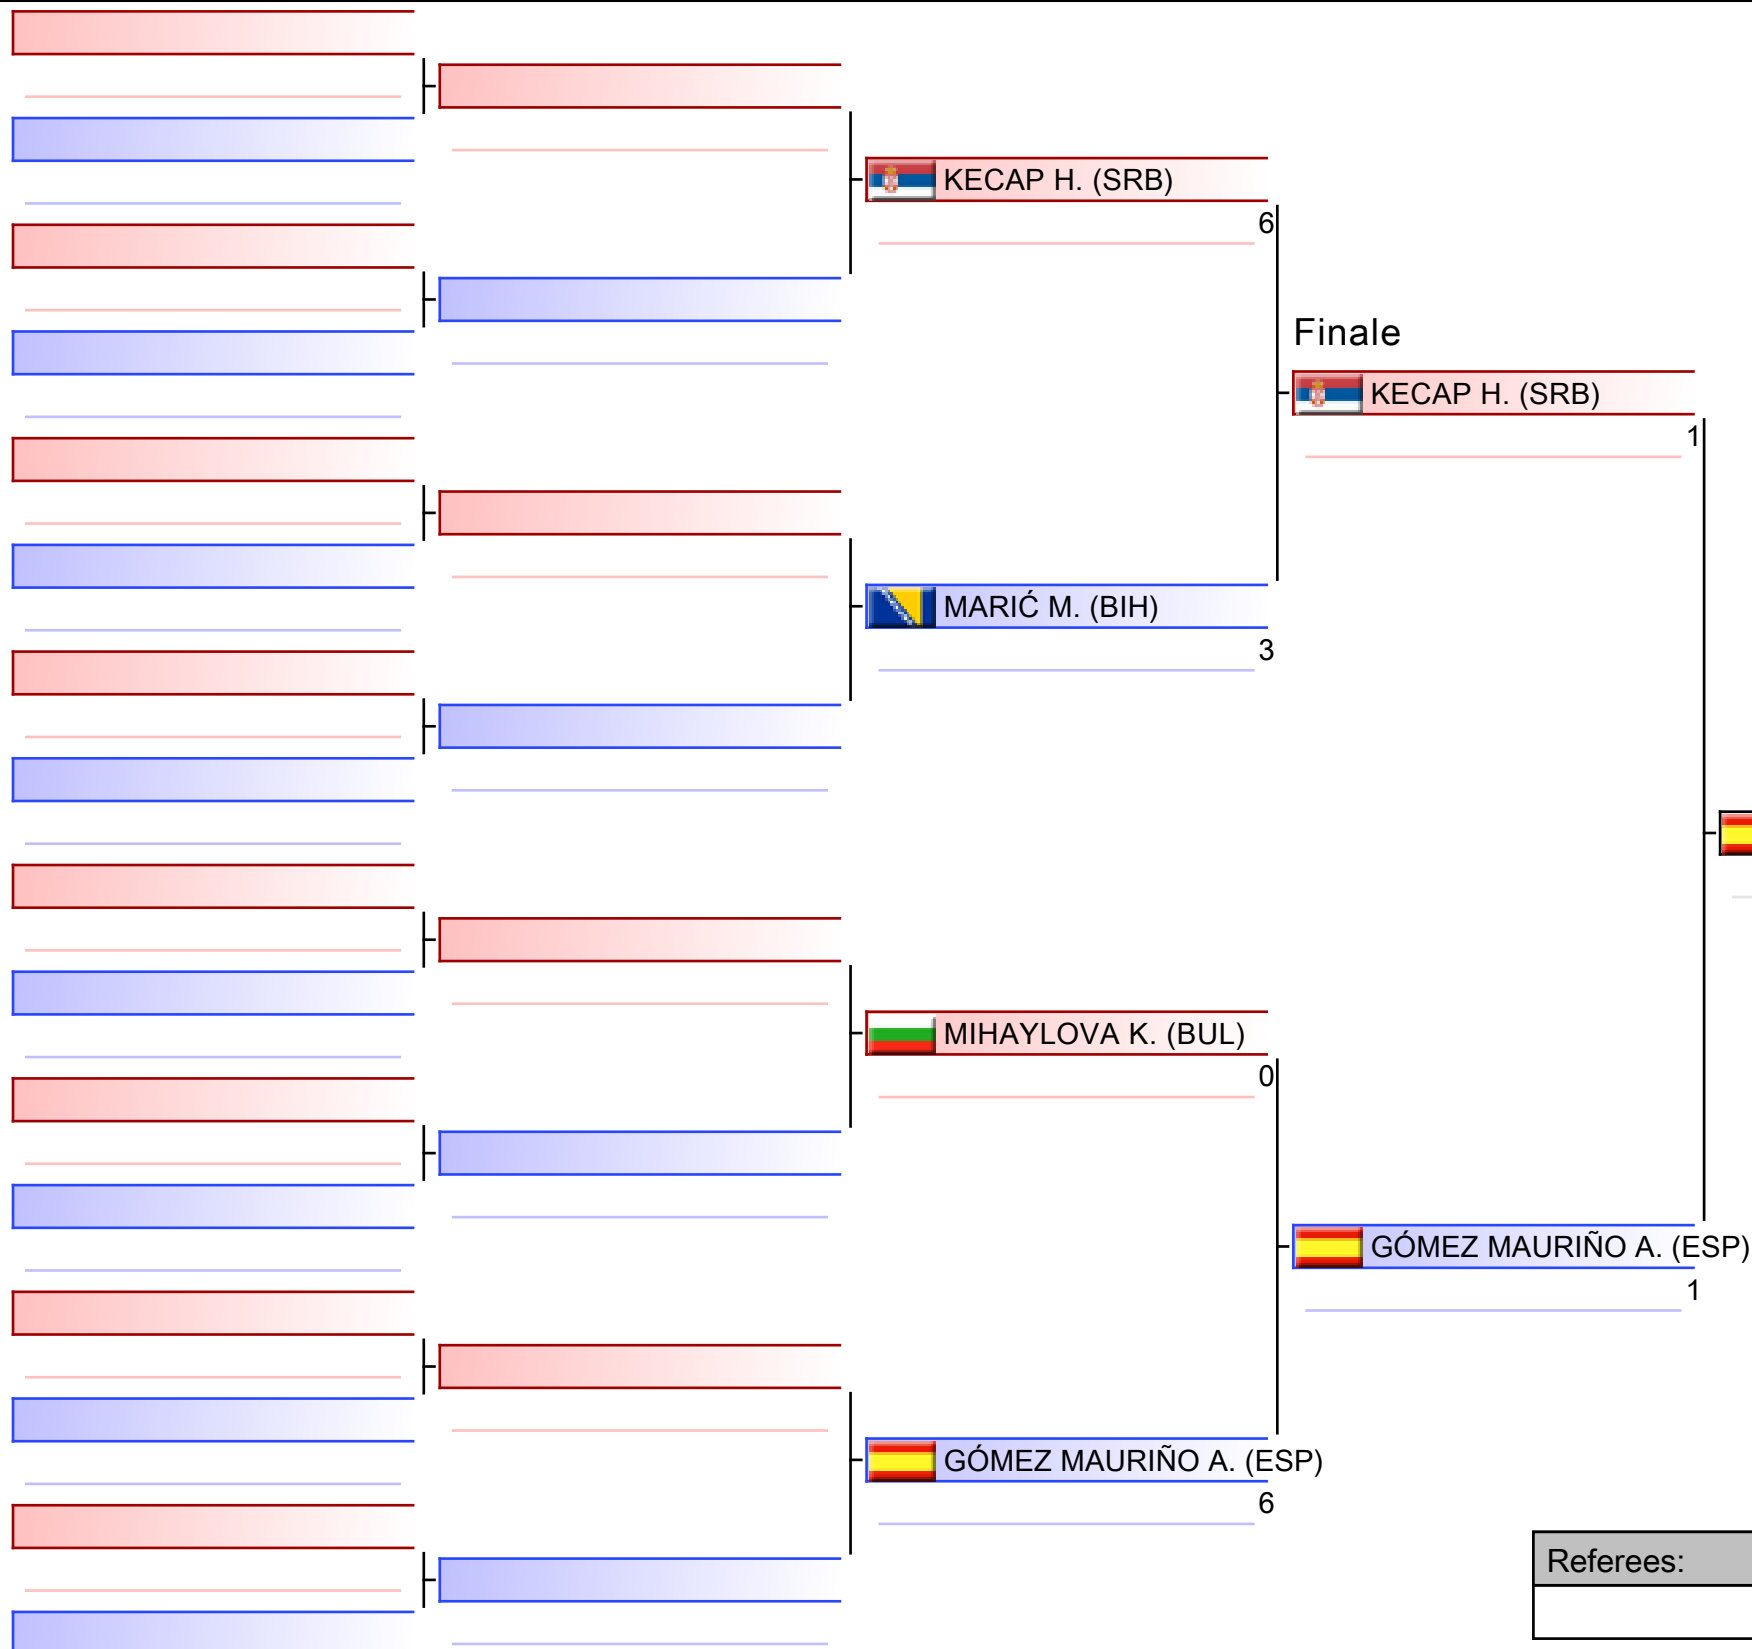 KECAP H. (SRB)
6
Finale
KECAP H. (SRB)
1
MARIĆ M. (BIH)
3
MIHAYLOVA K. (BUL)
0
GÓMEZ MAURIÑO A. (ESP)
1
GÓMEZ MAURIÑO A. (ESP)
6
Referees: